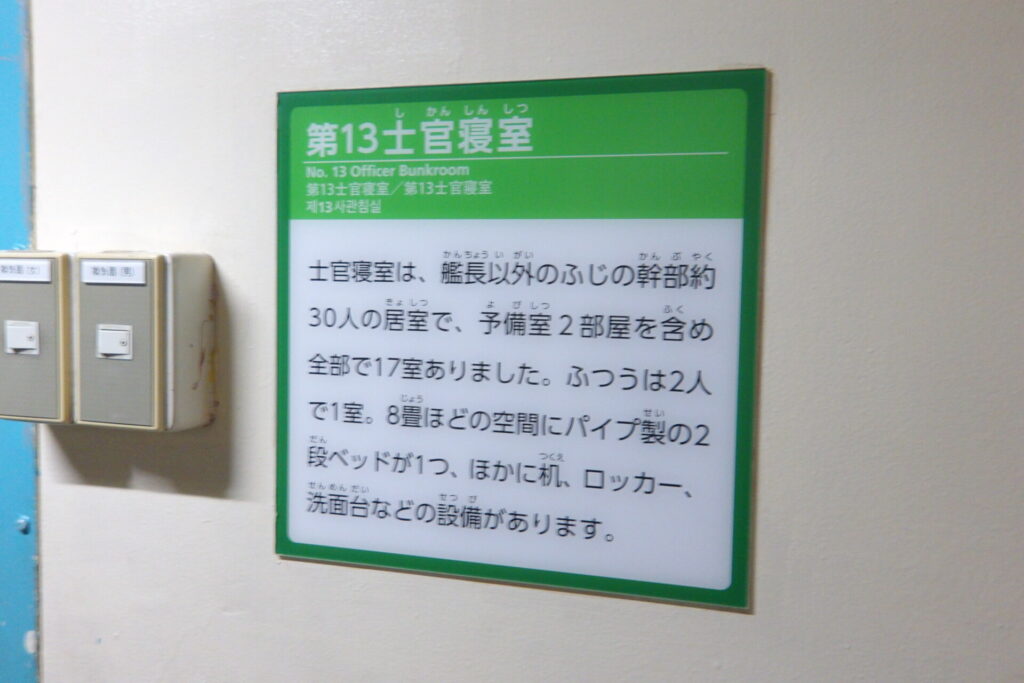 第13士官寝室
No. 13 Officer Bunkroom
第13士官寝室／第13士官寝室
제13사관침실
士官寝室は、艦長以外のふじの幹部約
30人の居室で、予備室2部屋を含め
全部で17室ありました。ふつうは2人
で1室。8畳ほどの空間にパイプ製の2
段ベッドが1つ、ほかに机、ロッカー、
洗面台などの設備があります。